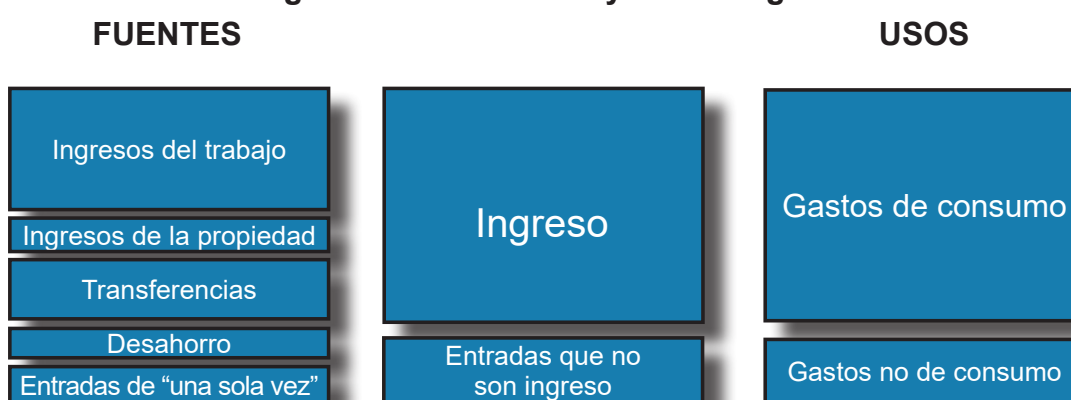 FUENTES
USOS
Ingresos del trabajo
Ingresos de la propiedad
Transferencias
Desahorro
Entradas de “una sola vez”
Ingreso
Entradas que no
son ingreso
Gastos de consumo
Gastos no de consumo